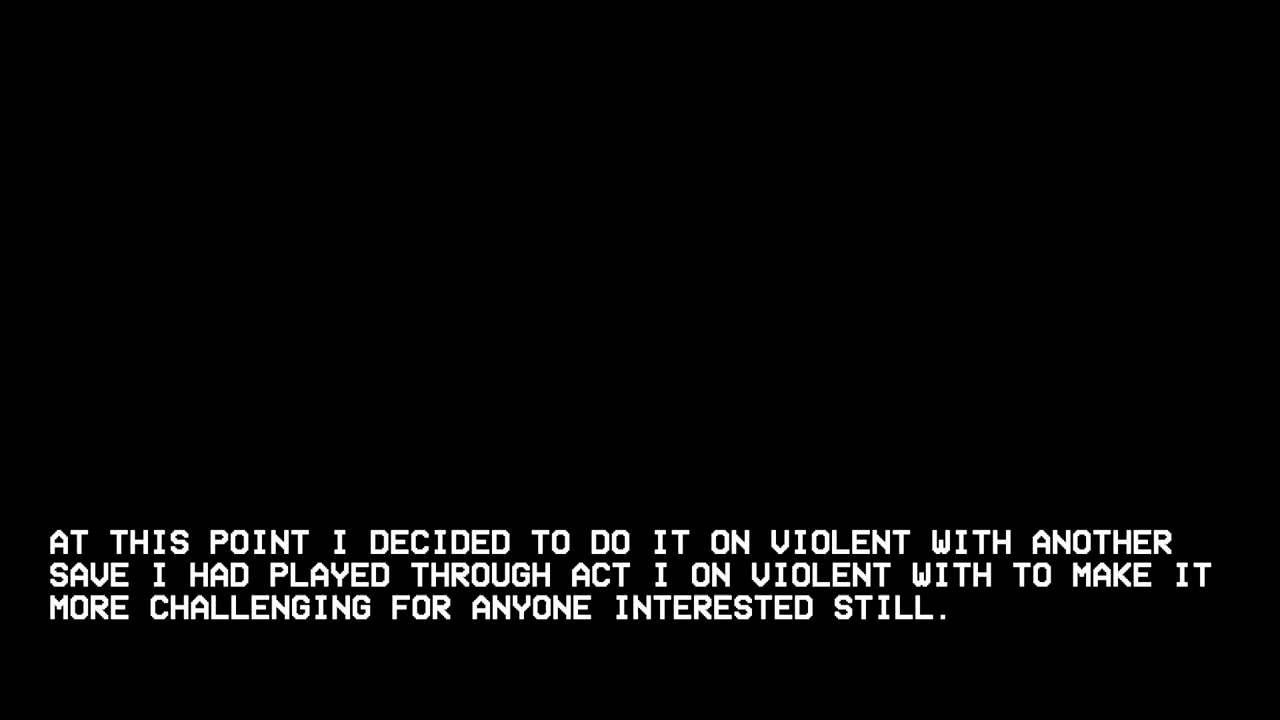 AT THIS POINT I DECIDED TO DO IT ON VIOLENT WITH ANOTHER
SAVE I HAD PLAYED THROUGH ACT I ON VIOLENT WITH TO MAKE IT
MORE CHALLENGING FOR ANYONE INTERESTED STILL.